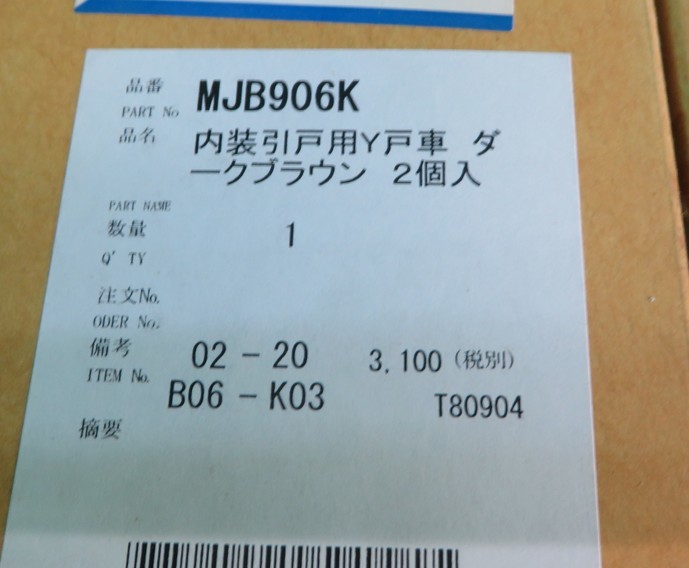 品番 MJB906K
PART No
品名 内装引戸用Y戸車 ダ
ークブラウン 2個入
PART NAME
数量 1
Q' TY
注文No.
ODER No.
備考 02-20 3,100 (税別)
ITEM No. B06-K03 T80904
摘要